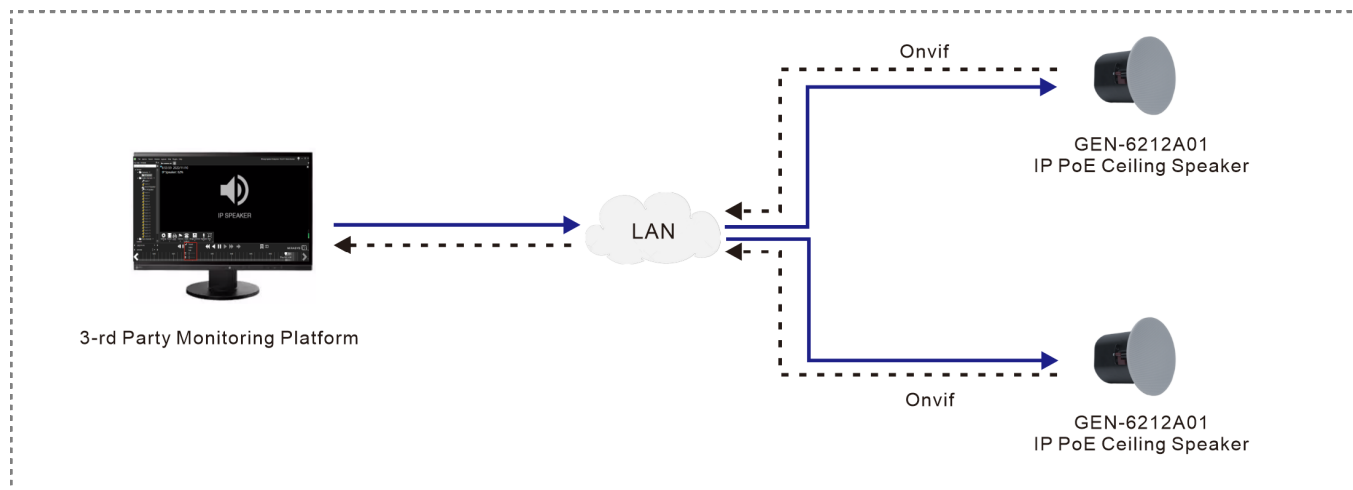 Onvif
GEN-6212A01
IP PoE Ceiling Speaker
IP SPEAKER
LAN
3-rd Party Monitoring Platform
Onvif
GEN-6212A01
IP PoE Ceiling Speaker